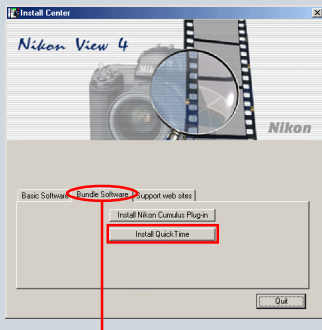 Install Center
Nikon View 4
Nikon
Nikon
Basic Software
Bundle Software
Support web sites
Install Nikon Cumulus Plug-in
Install QuickTime
Quit